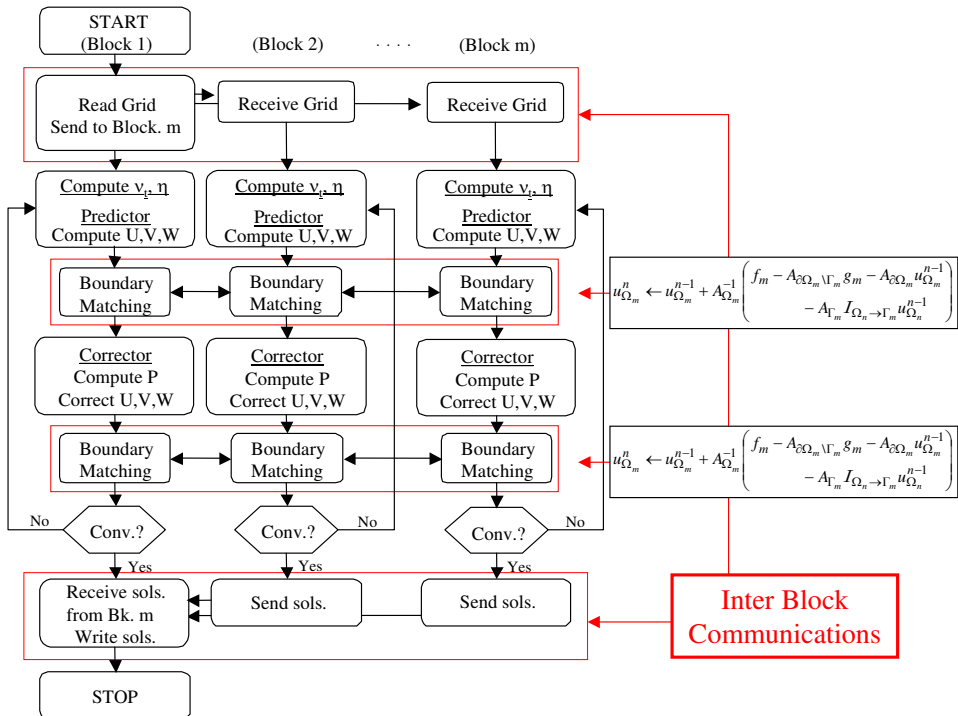 START
(Block 1)
(Block 2)
. . . .
(Block m)
Read Grid
Send to Block. m
Receive Grid
Receive Grid
Compute ν_t, η
Predictor
Compute U,V,W
Compute ν_t, η
Predictor
Compute U,V,W
Compute ν_t, η
Predictor
Compute U,V,W
Boundary
Matching
Boundary
Matching
Boundary
Matching
u^n_{Ω_m} ← u^{n-1}_{Ω_m} + A^{-1}_{Ω_m} ( f_m − A_{∂Ω_m\Γ_m} g_m − A_{∂Ω_m} u^{n-1}_{Ω_m}
− A_{Γ_m} I_{Ω_n→Γ_m} u^{n-1}_{Ω_n} )
Corrector
Compute P
Correct U,V,W
Corrector
Compute P
Correct U,V,W
Corrector
Compute P
Correct U,V,W
Boundary
Matching
Boundary
Matching
Boundary
Matching
u^n_{Ω_m} ← u^{n-1}_{Ω_m} + A^{-1}_{Ω_m} ( f_m − A_{∂Ω_m\Γ_m} g_m − A_{∂Ω_m} u^{n-1}_{Ω_m}
− A_{Γ_m} I_{Ω_n→Γ_m} u^{n-1}_{Ω_n} )
No
Conv.?
Conv.?
No
Conv.?
No
Yes
Yes
Yes
Receive sols.
from Bk. m
Write sols.
Send sols.
Send sols.
Inter Block
Communications
STOP